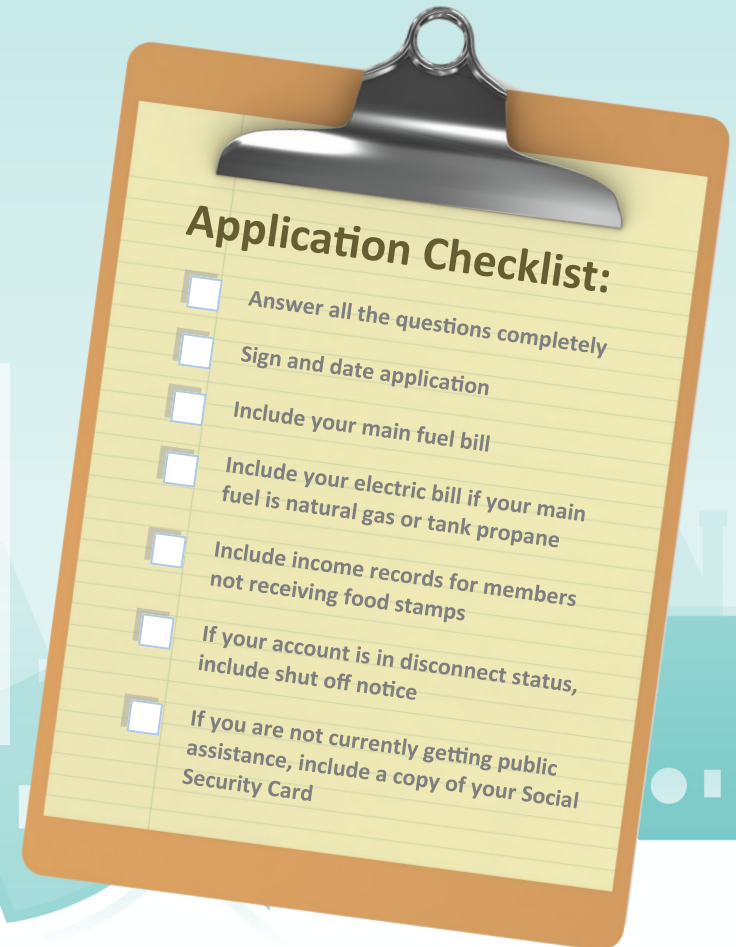 Application Checklist:
Answer all the questions completely
Sign and date application
Include your main fuel bill
Include your electric bill if your main
fuel is natural gas or tank propane
Include income records for members
not receiving food stamps
If your account is in disconnect status,
include shut off notice
If you are not currently getting public
assistance, include a copy of your Social
Security Card